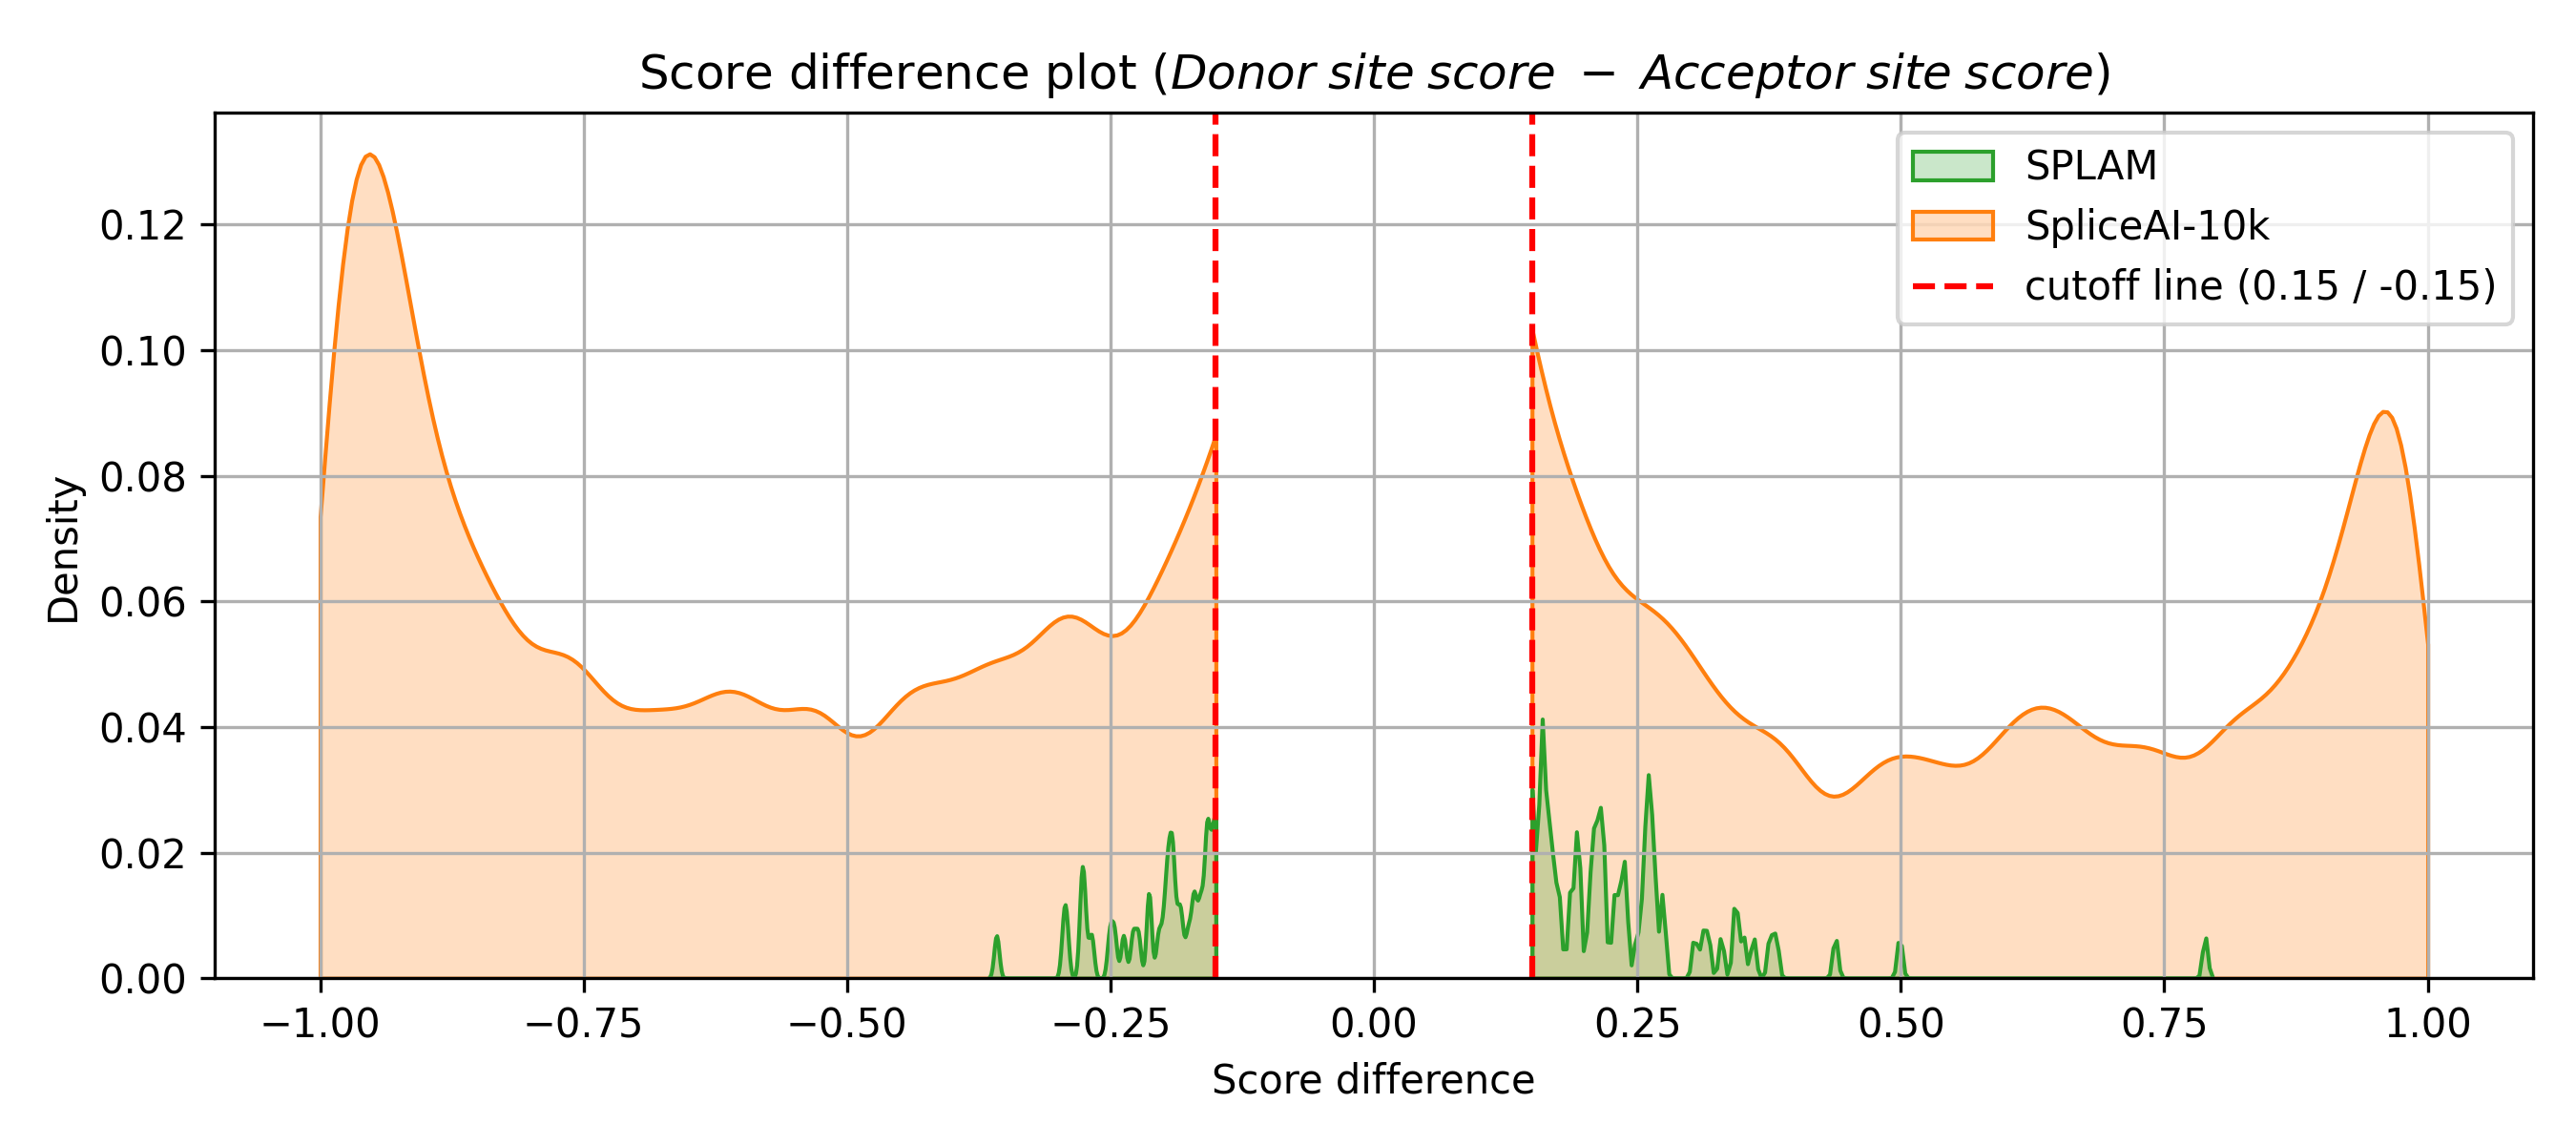 Score difference plot (Donor site score − Acceptor site score)
SPLAM
SpliceAI-10k
cutoff line (0.15 / -0.15)
Density
0.12
0.10
0.08
0.06
0.04
0.02
0.00
−1.00 −0.75 −0.50 −0.25 0.00 0.25 0.50 0.75 1.00
Score difference